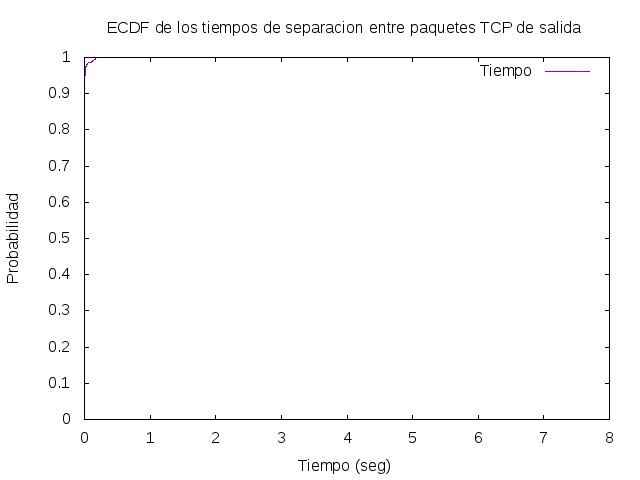 ECDF de los tiempos de separacion entre paquetes TCP de salida
Tiempo
Probabilidad
1
0.9
0.8
0.7
0.6
0.5
0.4
0.3
0.2
0.1
0
0 1 2 3 4 5 6 7 8
Tiempo (seg)